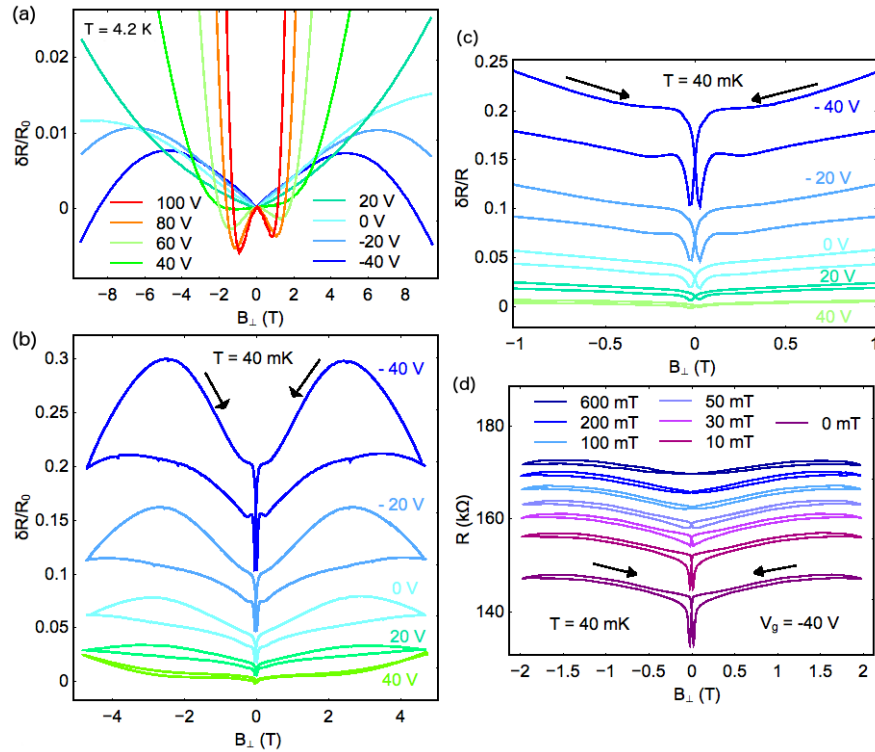 (a)
T = 4.2 K
0.02
0.01
0
δR/R₀
100 V
80 V
60 V
40 V
20 V
0 V
-20 V
-40 V
−8 −6 −4 −2 0 2 4 6 8
B⊥ (T)
(b)
T = 40 mK
0.3
0.25
0.2
0.15
0.1
0.05
0
δR/R₀
- 40 V
- 20 V
0 V
20 V
40 V
−4 −2 0 2 4
B⊥ (T)
(c)
T = 40 mK
0.25
0.2
0.15
0.1
0.05
0
δR/R
- 40 V
- 20 V
0 V
20 V
40 V
−1 −0.5 0 0.5 1
B⊥ (T)
(d)
600 mT
200 mT
100 mT
50 mT
30 mT
10 mT
0 mT
180
160
140
R (kΩ)
T = 40 mK
Vg = -40 V
−2 −1.5 −1 −0.5 0 0.5 1 1.5 2
B⊥ (T)